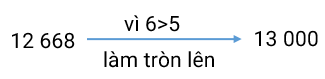 vì 6>5
12 668 13 000
làm tròn lên